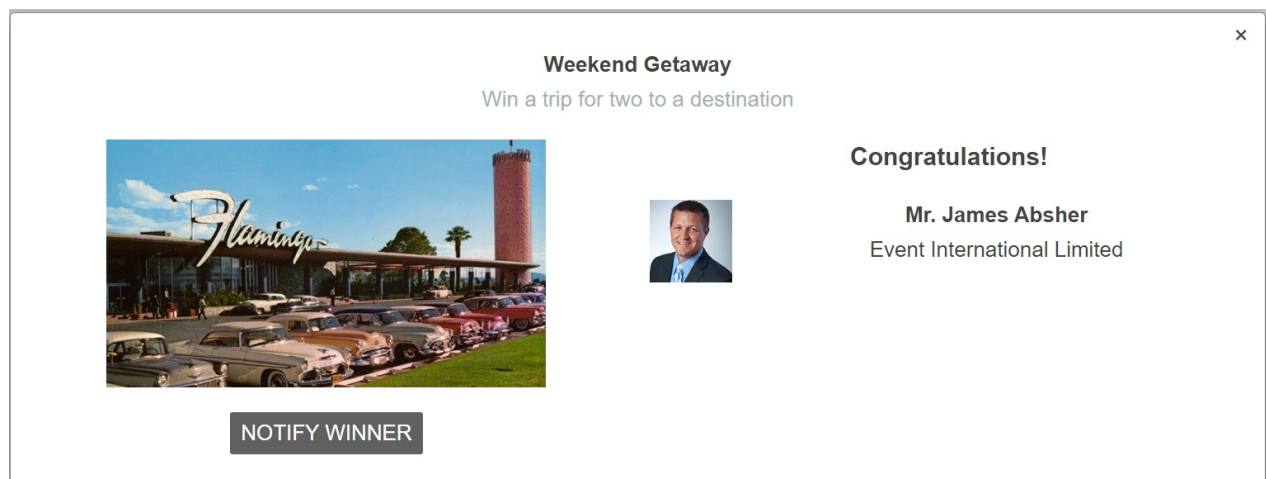 ×
Weekend Getaway
Win a trip for two to a destination
Flamingo
Congratulations!
Mr. James Absher
Event International Limited
NOTIFY WINNER